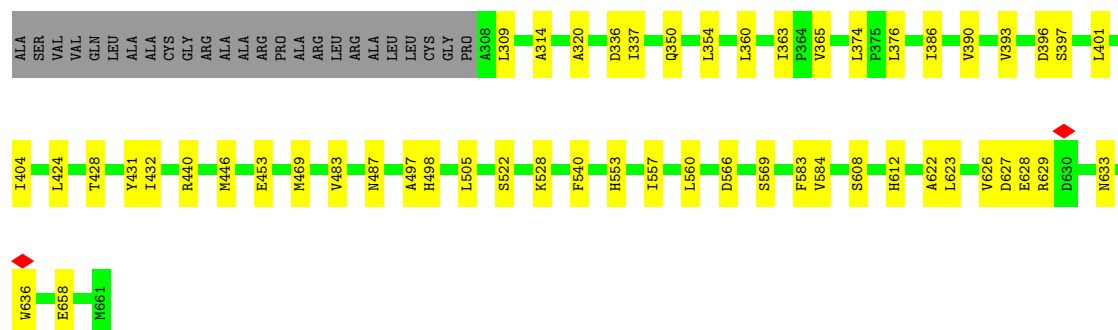 ALA SER VAL VAL GLN LEU ALA ALA CYS GLY ARG ALA ALA ARG PRO ALA ARG LEU ARG ALA LEU LEU CYS GLY PRO A308 L309 A314 A320 D336 I337 Q350 L354 L360 I363 P364 V365 L374 P375 L376 I386 V390 V393 D396 S397 L401
I404 L424 T428 Y431 I432 R440 M446 E453 M469 V483 N487 A497 H498 L505 S522 K528 F540 H553 I557 L560 D566 S569 F583 V584 S608 H612 A622 L623 V626 D627 E628 R629 D630 N633
W636 E658 M661